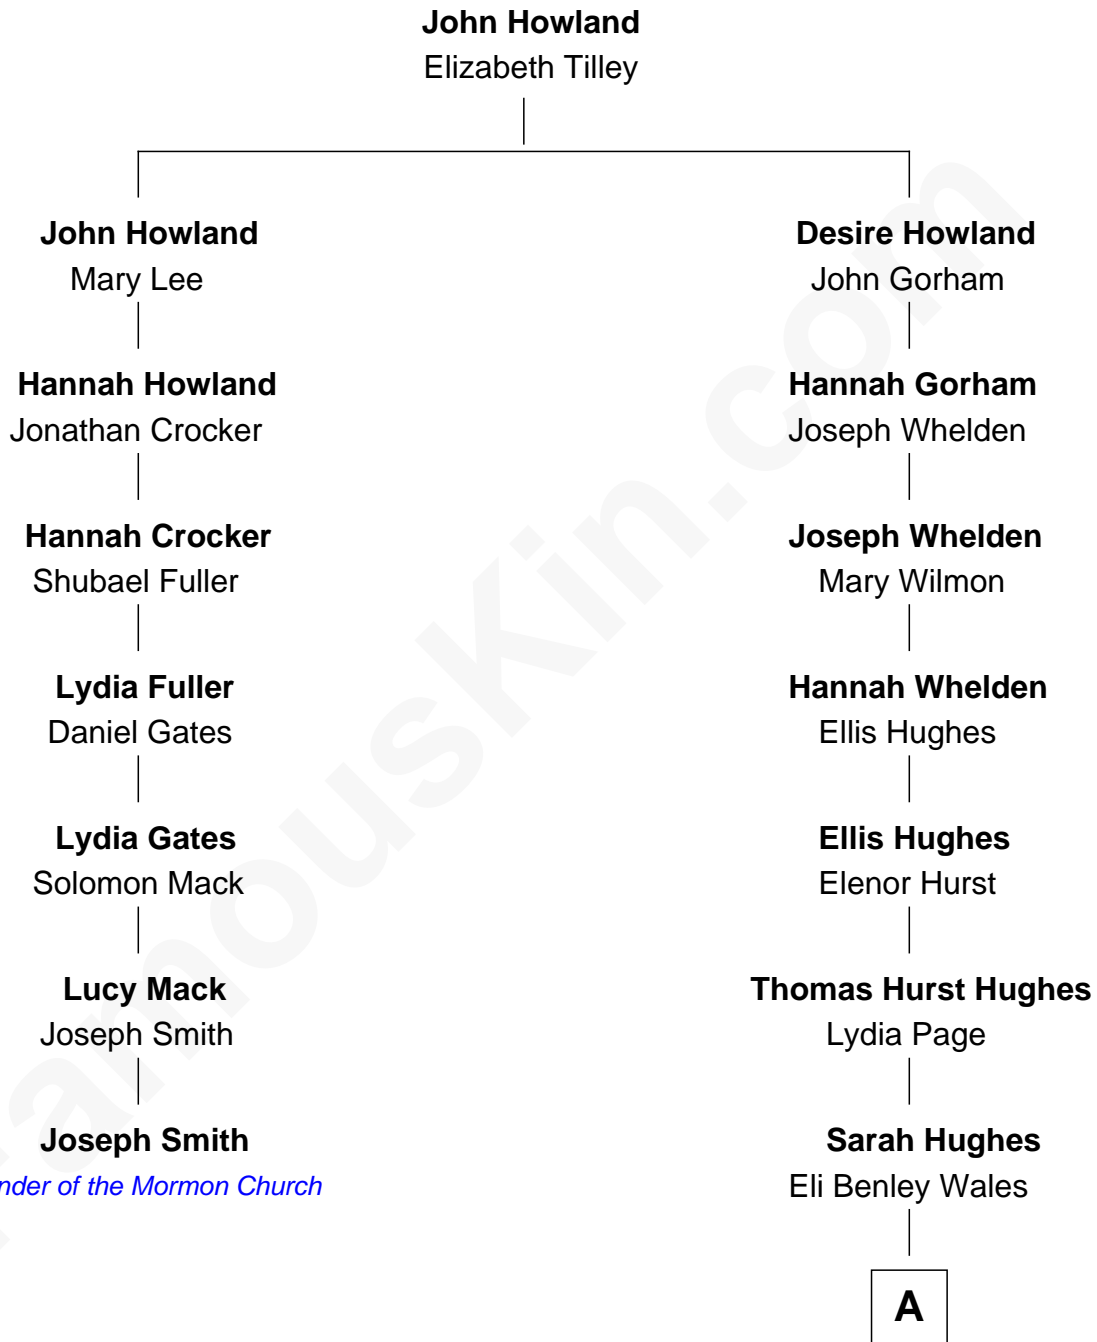 John Howland
Elizabeth Tilley
John Howland
Mary Lee
Desire Howland
John Gorham
Hannah Howland
Jonathan Crocker
Hannah Gorham
Joseph Whelden
Hannah Crocker
Shubael Fuller
Joseph Whelden
Mary Wilmon
Lydia Fuller
Daniel Gates
Hannah Whelden
Ellis Hughes
Lydia Gates
Solomon Mack
Ellis Hughes
Elenor Hurst
Lucy Mack
Joseph Smith
Thomas Hurst Hughes
Lydia Page
Joseph Smith
nder of the Mormon Church
Sarah Hughes
Eli Benley Wales
A
FamousKin.com